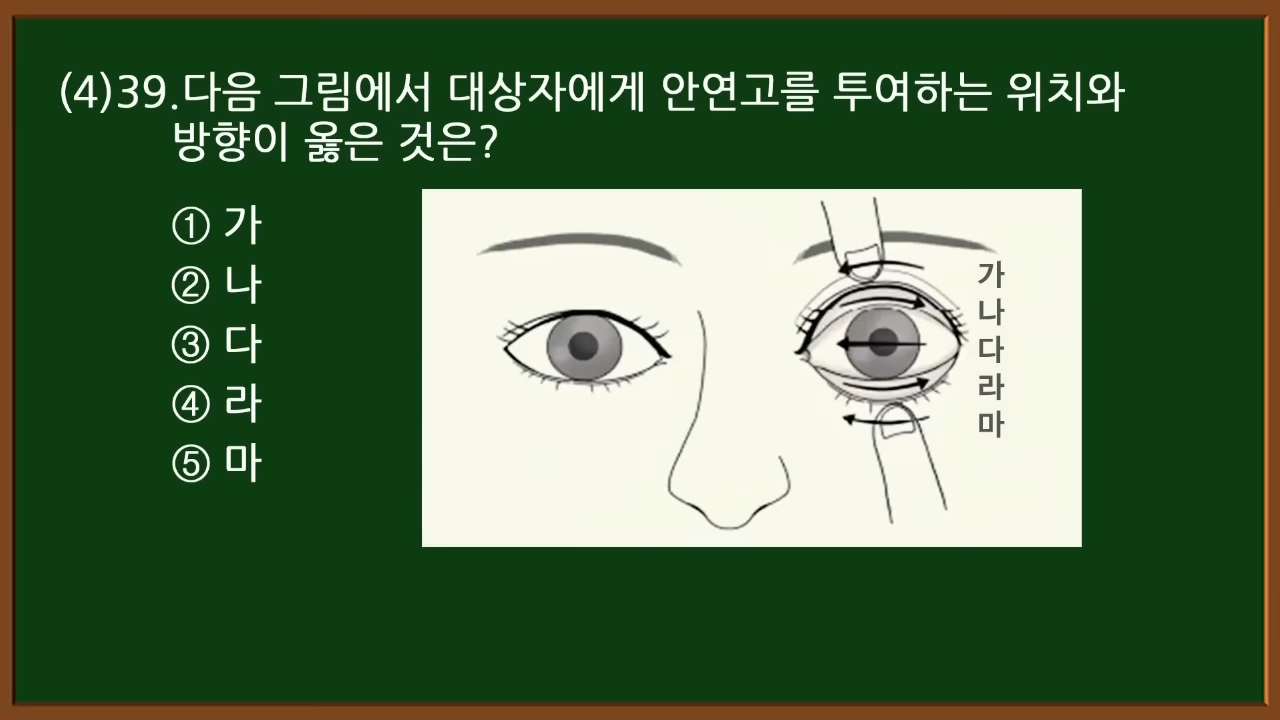 (4)39.다음 그림에서 대상자에게 안연고를 투여하는 위치와
방향이 옳은 것은?
① 가
② 나
③ 다
④ 라
⑤ 마
가
나
다
라
마